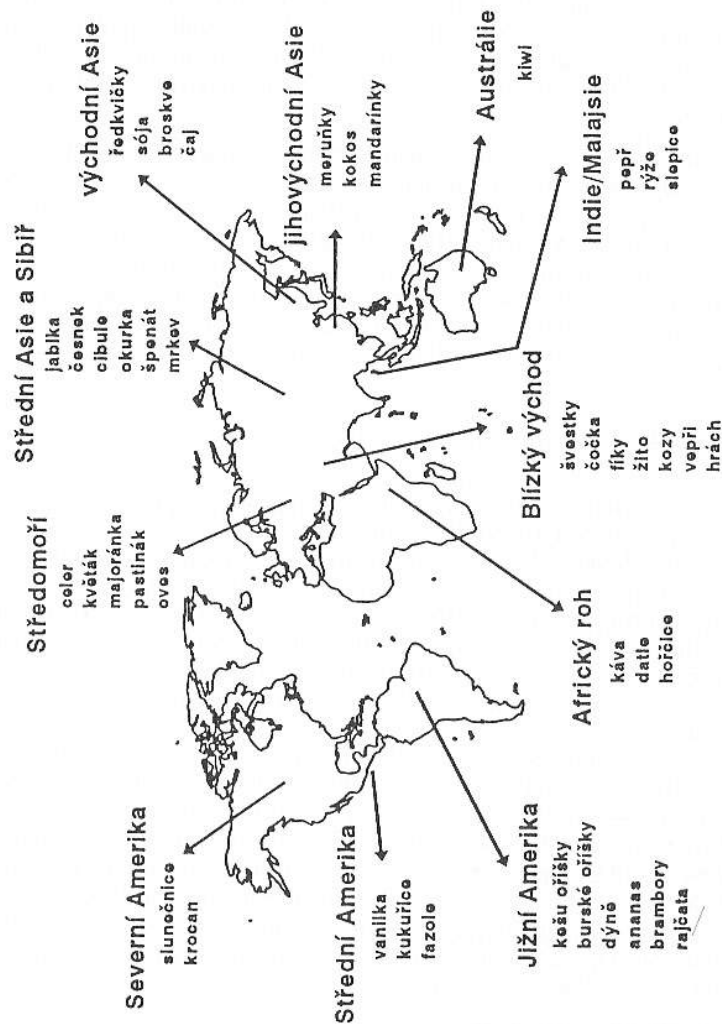 Severní Amerika
slunečnice
krocan
Středomoří
celer
květák
majoránka
pastinák
oves
Střední Asie a Sibiř
jablka
česnek
cibule
okurka
špenát
mrkev
východní Asie
ředkvičky
sója
broskve
čaj
jihovýchodní Asie
meruňky
kokos
mandarínky
Austrálie
kiwi
Indie/Malajsie
pepř
rýže
slepice
Blízký východ
švestky
čočka
fíky
žito
kozy
vepři
hrách
Africký roh
káva
datle
hořčice
Střední Amerika
vanilka
kukuřice
fazole
Jižní Amerika
kešu oříšky
burské oříšky
dýně
ananas
brambory
rajčata